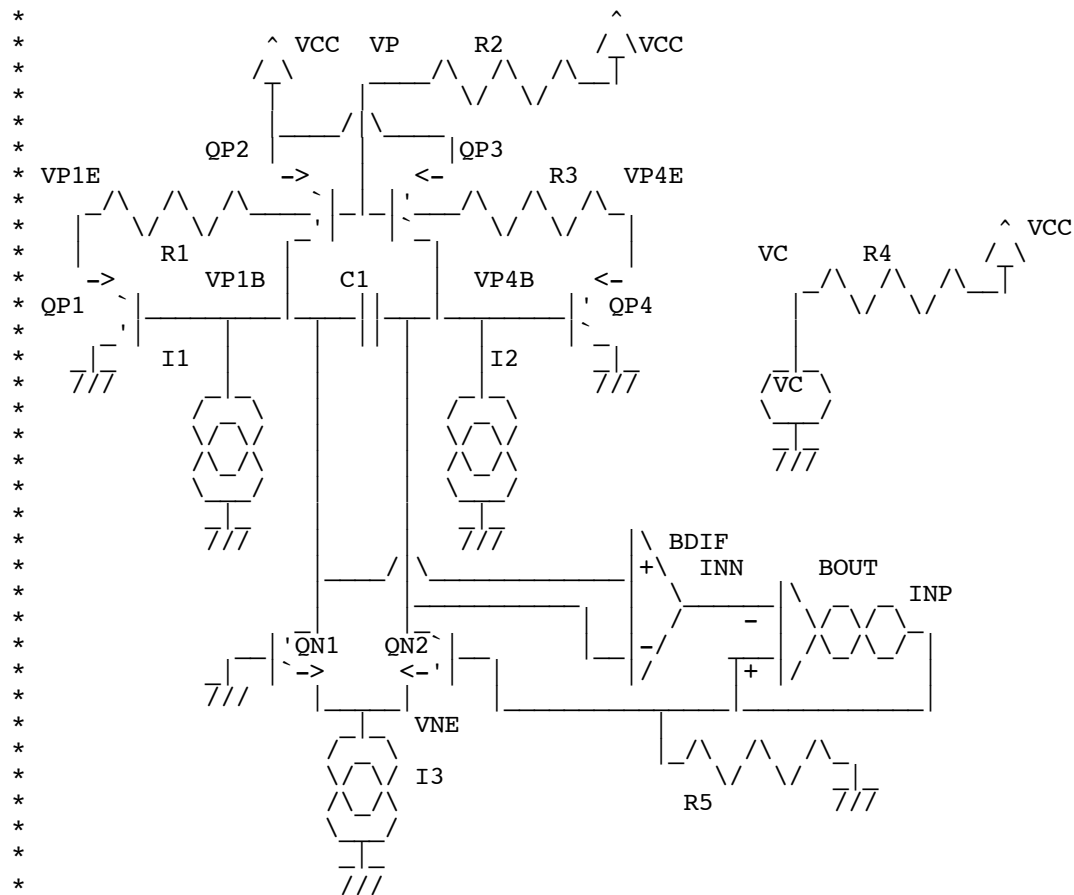 VCC VP R2 VCC
QP2 QP3
-> <-
VP1E R3 VP4E
VCC
R1 VC R4
-> VP1B C1 VP4B <-
QP1 QP4
I1 I2
VC
BDIF
+ INN BOUT
INP
-
QN1 QN2 -
-> <- +
VNE
I3
R5